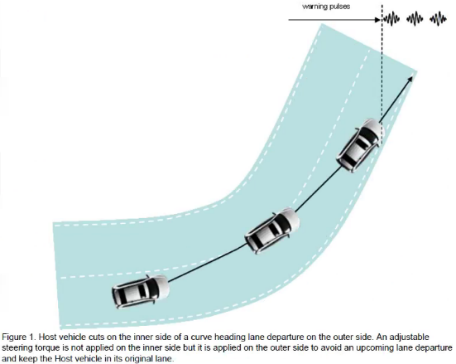 warning pulses
Figure 1. Host vehicle cuts on the inner side of a curve heading lane departure on the outer side. An adjustable
steering torque is not applied on the inner side but it is applied on the outer side to avoid an upcoming lane departure
and keep the Host vehicle in its original lane.